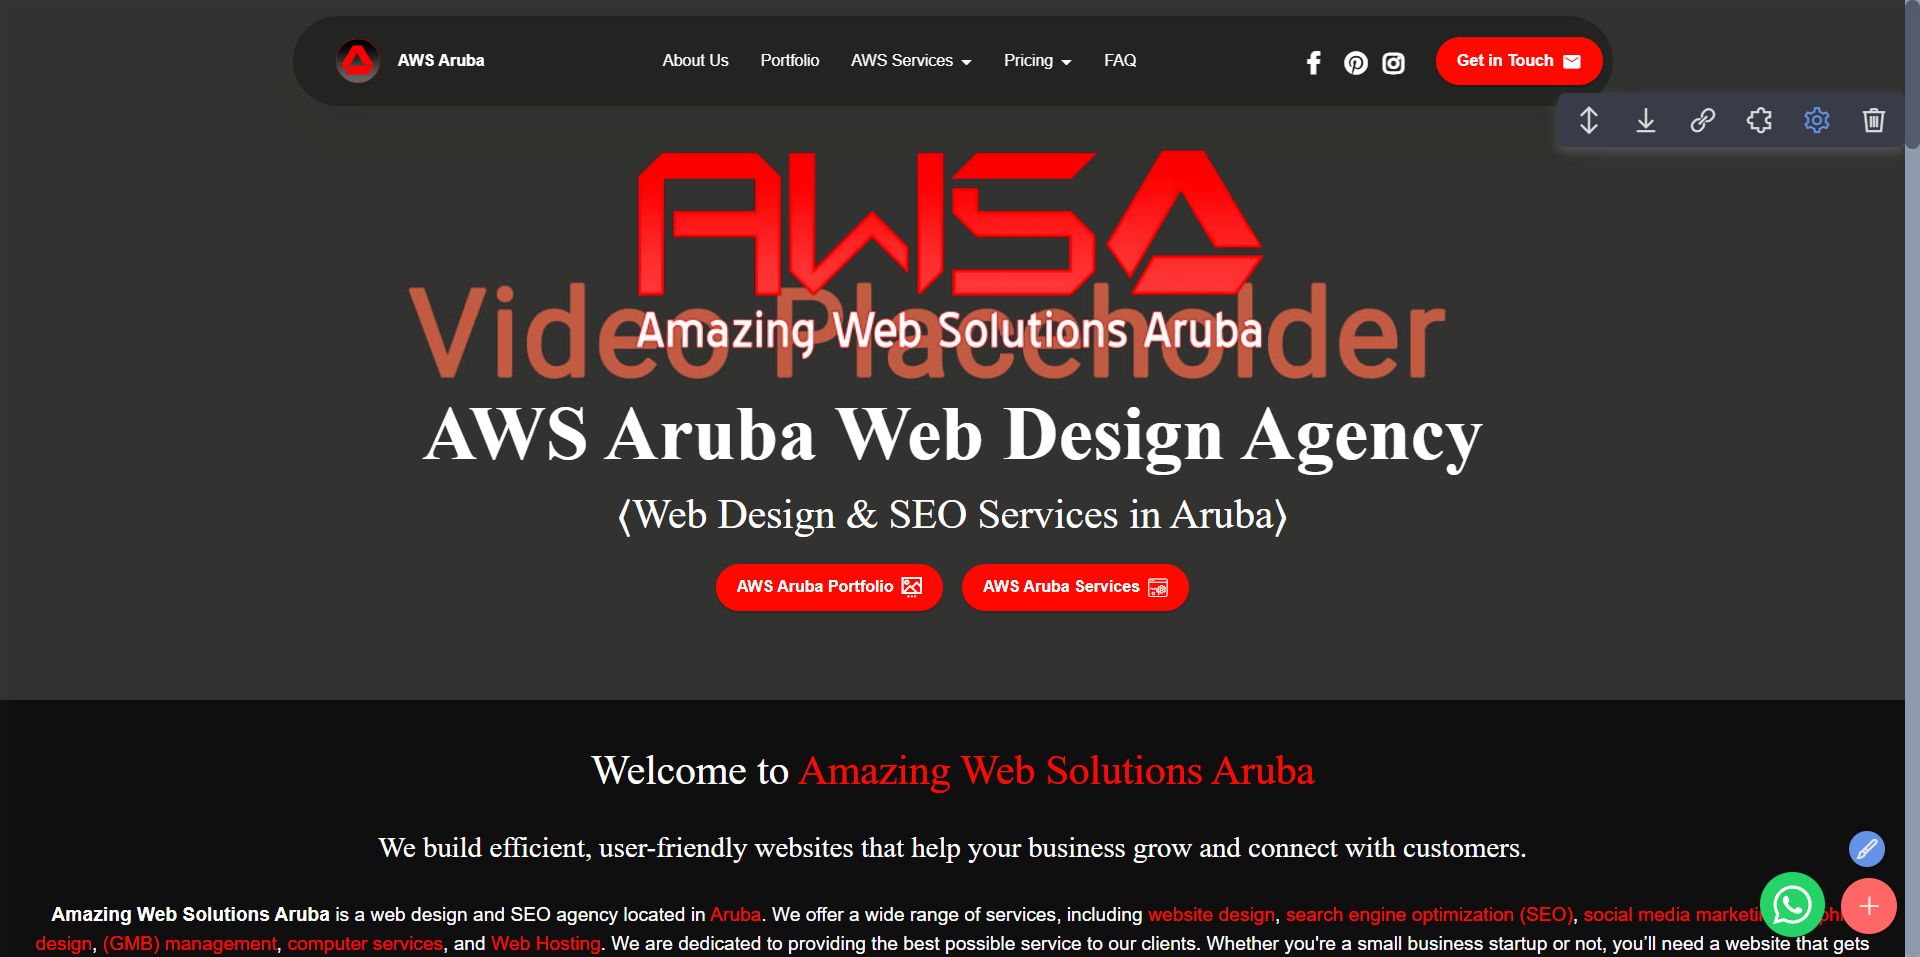 AWS Aruba
About Us
Portfolio
AWS Services
Pricing
FAQ
Get in Touch
AWSA
Amazing Web Solutions Aruba
Video Placeholder
AWS Aruba Web Design Agency
⟨Web Design & SEO Services in Aruba⟩
AWS Aruba Portfolio
AWS Aruba Services
Welcome to Amazing Web Solutions Aruba
We build efficient, user-friendly websites that help your business grow and connect with customers.
Amazing Web Solutions Aruba is a web design and SEO agency located in Aruba. We offer a wide range of services, including website design, search engine optimization (SEO), social media
design, (GMB) management, computer services, and Web Hosting. We are dedicated to providing the best possible service to our clients. Whether you're a small business startup or not, you’ll need a website that gets